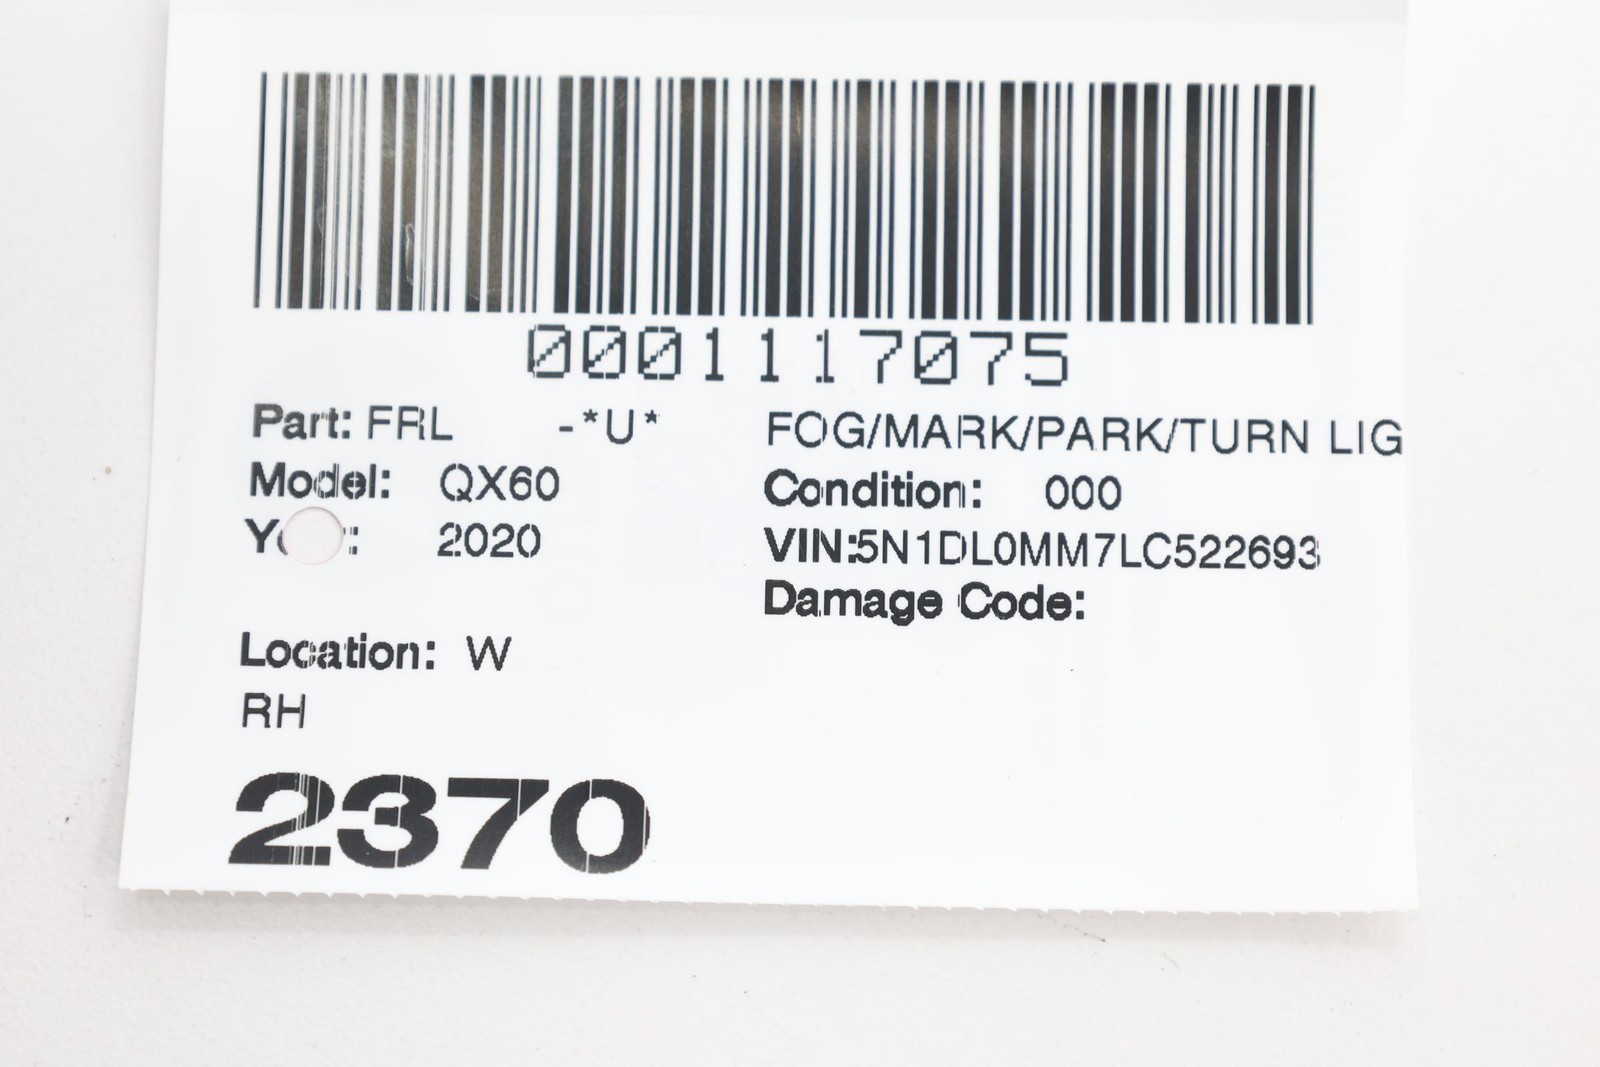 0001117075
Part: FRL -*U* FOG/MARK/PARK/TURN LIG
Model: QX60 Condition: 000
2020 VIN:5N1DL0MM7LC522693
Damage Code:
Location: W
RH
2370